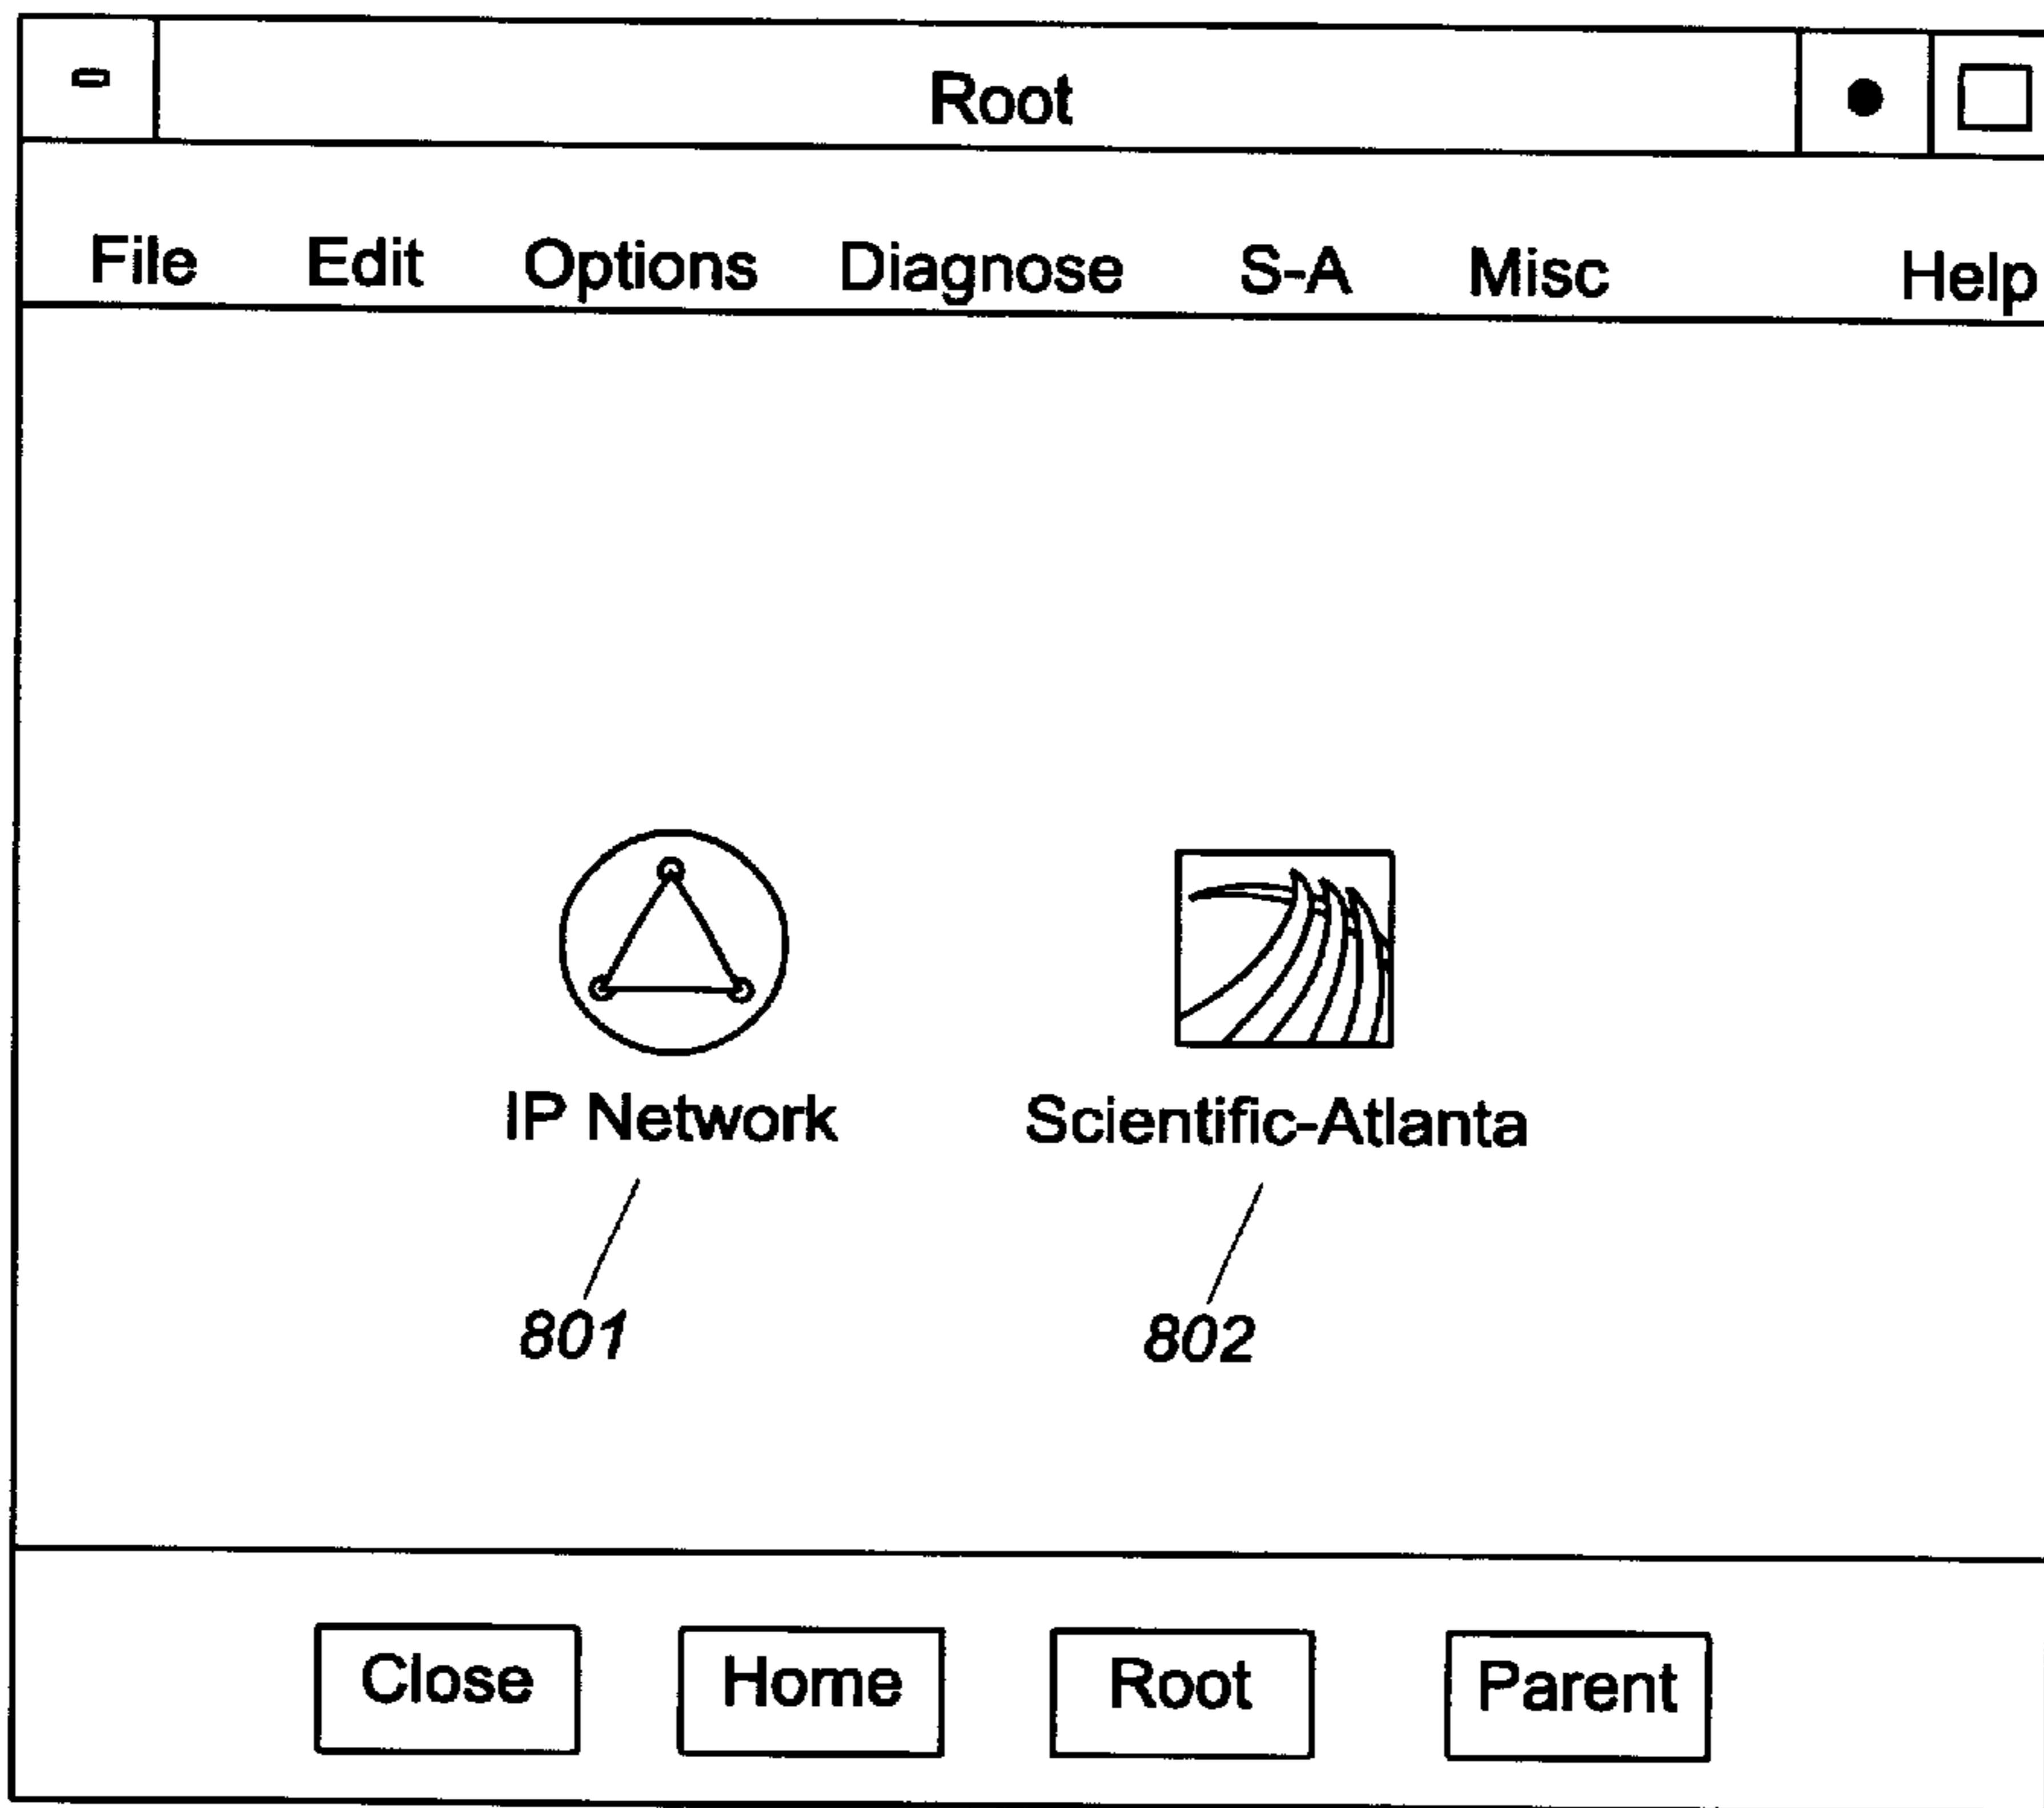 Root
File Edit Options Diagnose S-A Misc Help
IP Network Scientific-Atlanta
801 802
Close Home Root Parent